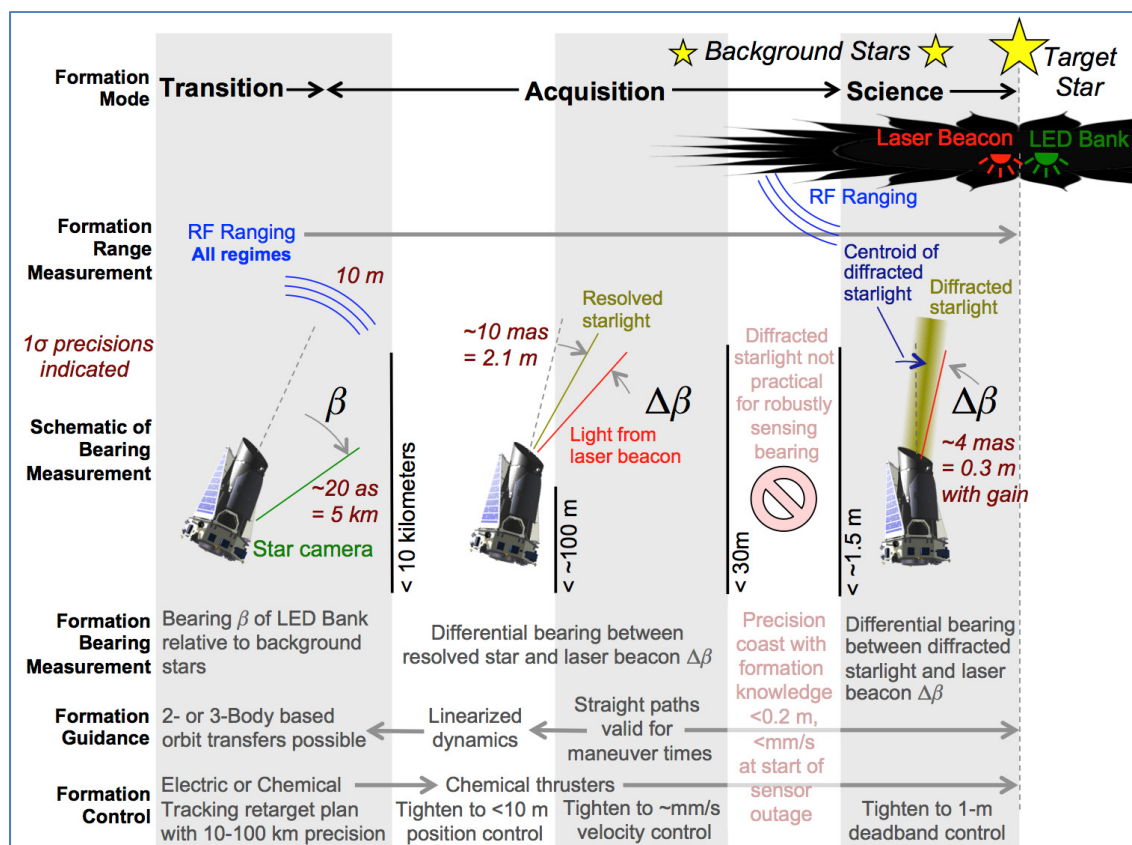 Background Stars
Target
Star
Formation
Mode
Transition
Acquisition
Science
Laser Beacon
LED Bank
RF Ranging
Formation
Range
Measurement
RF Ranging
All regimes
10 m
Centroid of
diffracted
starlight
Diffracted
starlight
1σ precisions
indicated
~10 mas
= 2.1 m
Resolved
starlight
Diffracted
starlight not
practical
for robustly
sensing
bearing
Schematic of
Bearing
Measurement
β
~20 as
= 5 km
Star camera
< 10 kilometers
Δβ
Light from
laser beacon
< ~100 m
< 30m
< ~1.5 m
Δβ
~4 mas
= 0.3 m
with gain
Formation
Bearing
Measurement
Bearing β of LED Bank
relative to background
stars
Differential bearing between
resolved star and laser beacon Δβ
Precision
coast with
formation
knowledge
<0.2 m,
<mm/s
at start of
sensor
outage
Differential bearing
between diffracted
starlight and laser
beacon Δβ
Formation
Guidance
2- or 3-Body based
orbit transfers possible
Linearized
dynamics
Straight paths
valid for
maneuver times
Formation
Control
Electric or Chemical
Tracking retarget plan
with 10-100 km precision
Chemical thrusters
Tighten to <10 m
position control
Tighten to ~mm/s
velocity control
Tighten to 1-m
deadband control